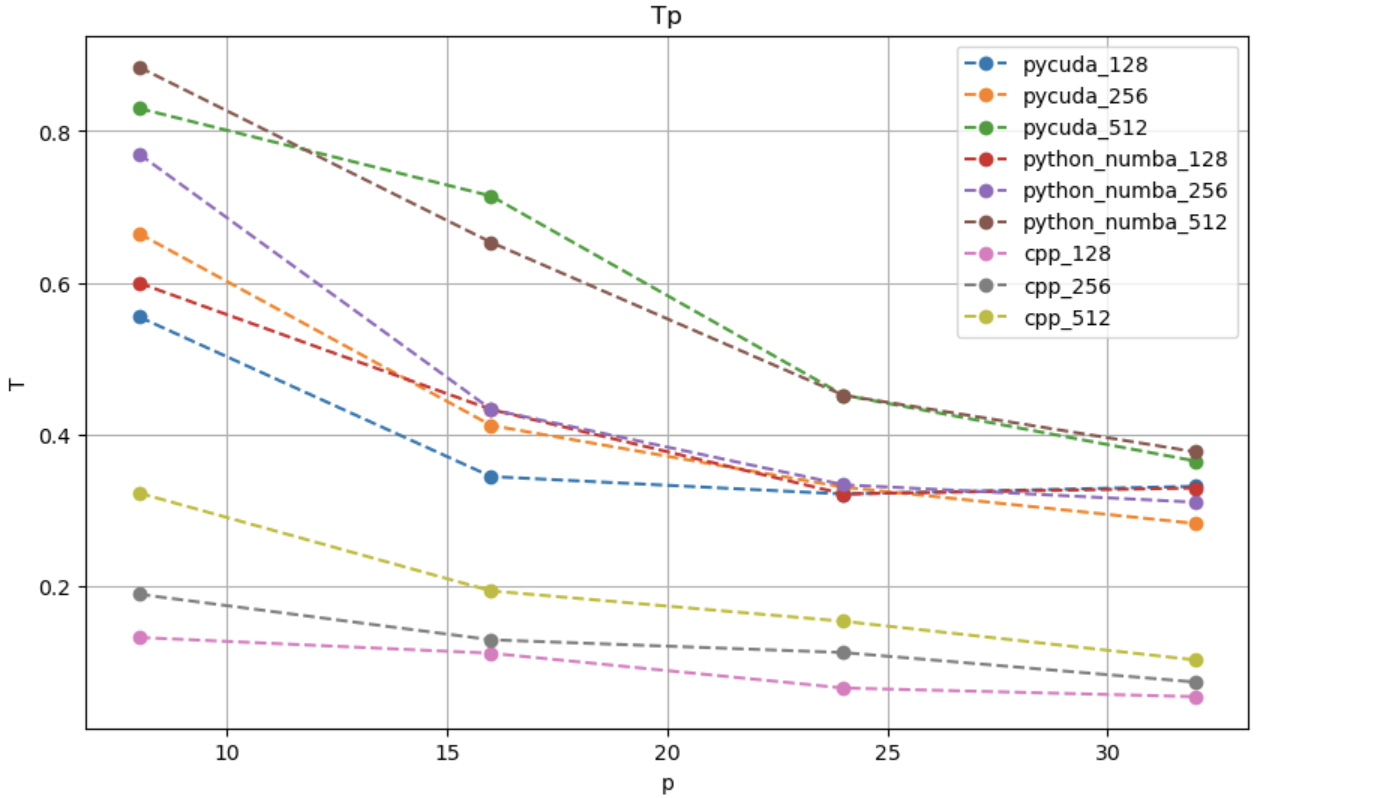 Tp
pycuda_128
pycuda_256
pycuda_512
python_numba_128
python_numba_256
python_numba_512
cpp_128
cpp_256
cpp_512
T
0.8
0.6
0.4
0.2
10 15 20 25 30
p